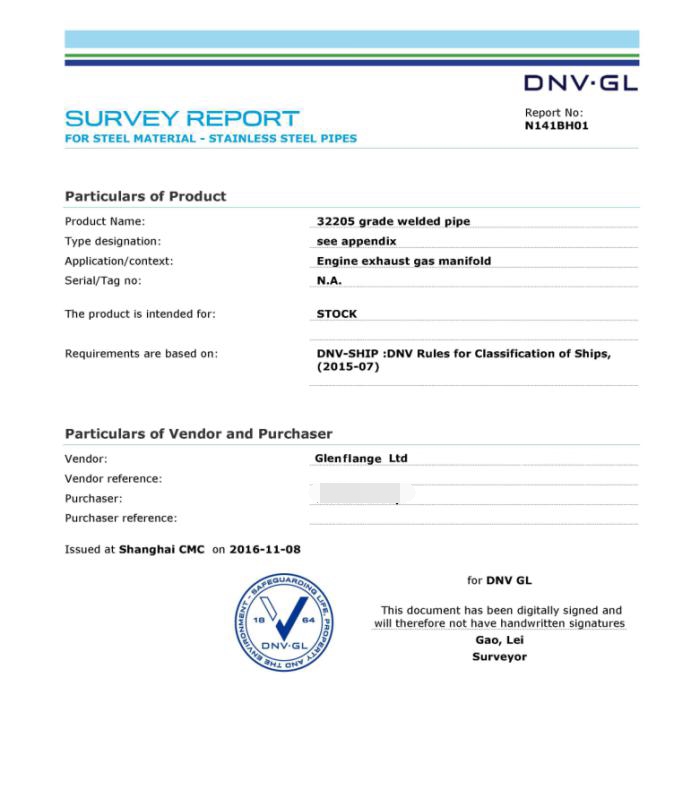 DNV·GL
SURVEY REPORT
FOR STEEL MATERIAL - STAINLESS STEEL PIPES
Report No:
N141BH01
Particulars of Product
Product Name: 32205 grade welded pipe
Type designation: see appendix
Application/context: Engine exhaust gas manifold
Serial/Tag no: N.A.
The product is intended for: STOCK
Requirements are based on: DNV-SHIP :DNV Rules for Classification of Ships,
(2015-07)
Particulars of Vendor and Purchaser
Vendor: Glenflange Ltd
Vendor reference:
Purchaser:
Purchaser reference:
Issued at Shanghai CMC on 2016-11-08
SAFEGUARDING LIFE, PROPERTY AND THE ENVIRONMENT
18 64
DNV·GL
for DNV GL
This document has been digitally signed and
will therefore not have handwritten signatures
Gao, Lei
Surveyor